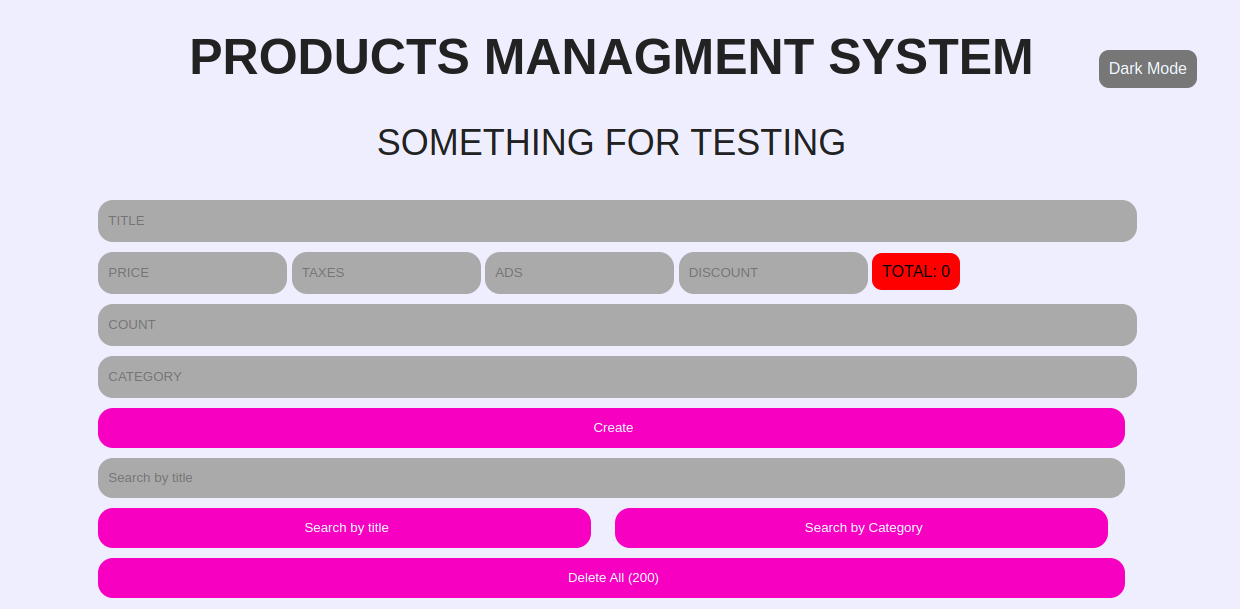 PRODUCTS MANAGMENT SYSTEM
Dark Mode
SOMETHING FOR TESTING
TITLE
PRICE TAXES ADS DISCOUNT TOTAL: 0
COUNT
CATEGORY
Create
Search by title
Search by title Search by Category
Delete All (200)